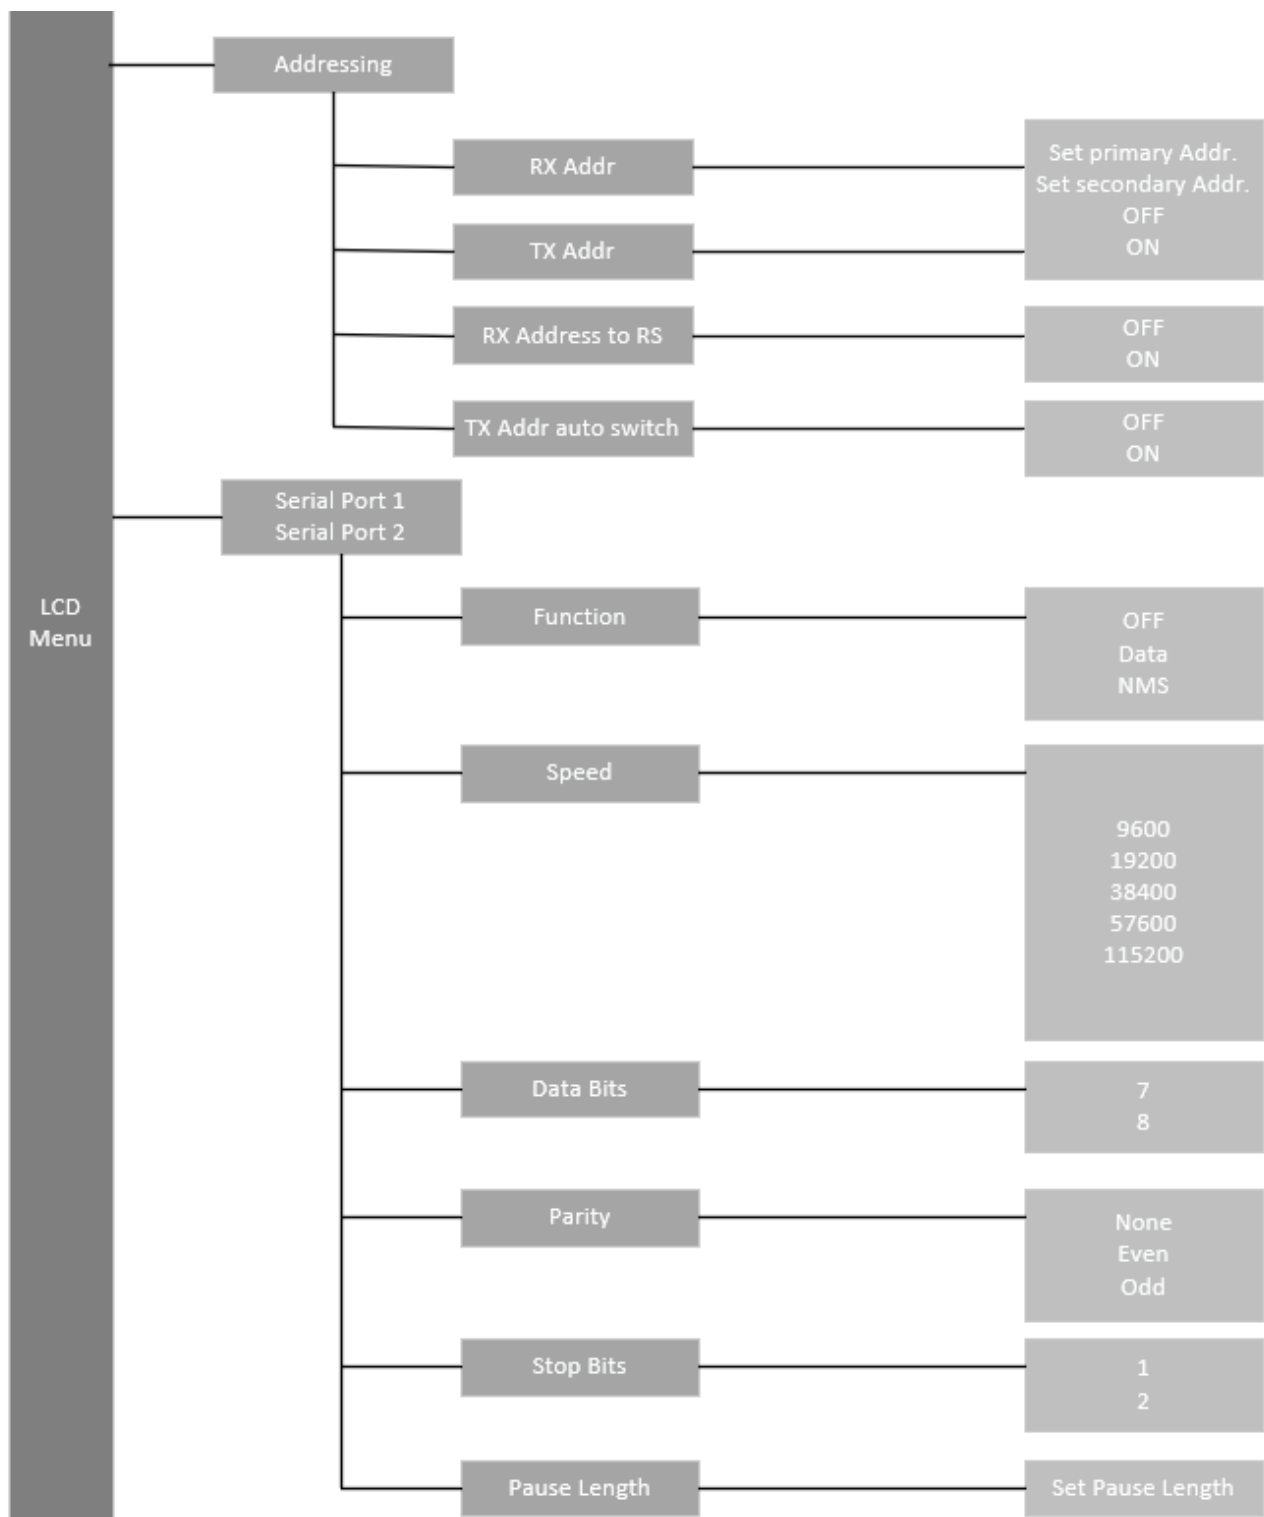 LCD
Menu
Addressing
RX Addr
TX Addr
Set primary Addr.
Set secondary Addr.
OFF
ON
RX Address to RS
OFF
ON
TX Addr auto switch
OFF
ON
Serial Port 1
Serial Port 2
Function
OFF
Data
NMS
Speed
9600
19200
38400
57600
115200
Data Bits
7
8
Parity
None
Even
Odd
Stop Bits
1
2
Pause Length
Set Pause Length